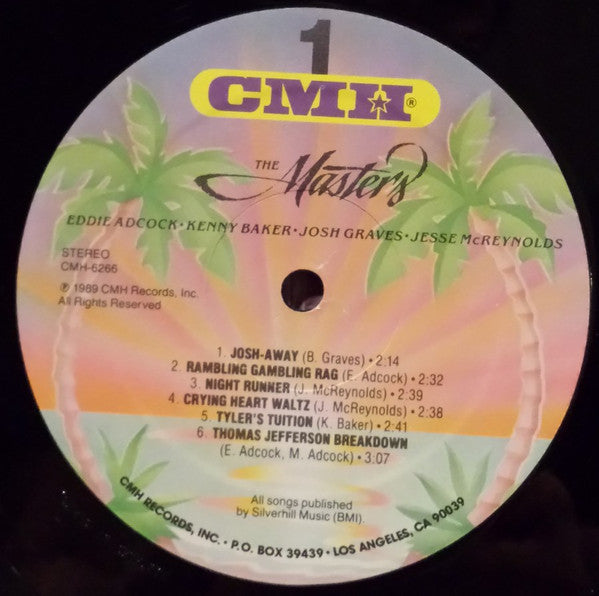 1
CMH®
THE Masters
EDDIE ADCOCK • KENNY BAKER • JOSH GRAVES • JESSE McREYNOLDS
STEREO
CMH-6266
℗ 1989 CMH Records, Inc.
All Rights Reserved
1. JOSH-AWAY (B. Graves) • 2:14
2. RAMBLING GAMBLING RAG (E. Adcock) • 2:32
3. NIGHT RUNNER (J. McReynolds) • 2:39
4. CRYING HEART WALTZ (J. McReynolds) • 2:38
5. TYLER'S TUITION (K. Baker) • 2:41
6. THOMAS JEFFERSON BREAKDOWN
(E. Adcock, M. Adcock) • 3:07
All songs published
by Silverhill Music (BMI).
CMH RECORDS, INC. • P.O. BOX 39439 • LOS ANGELES, CA 90039